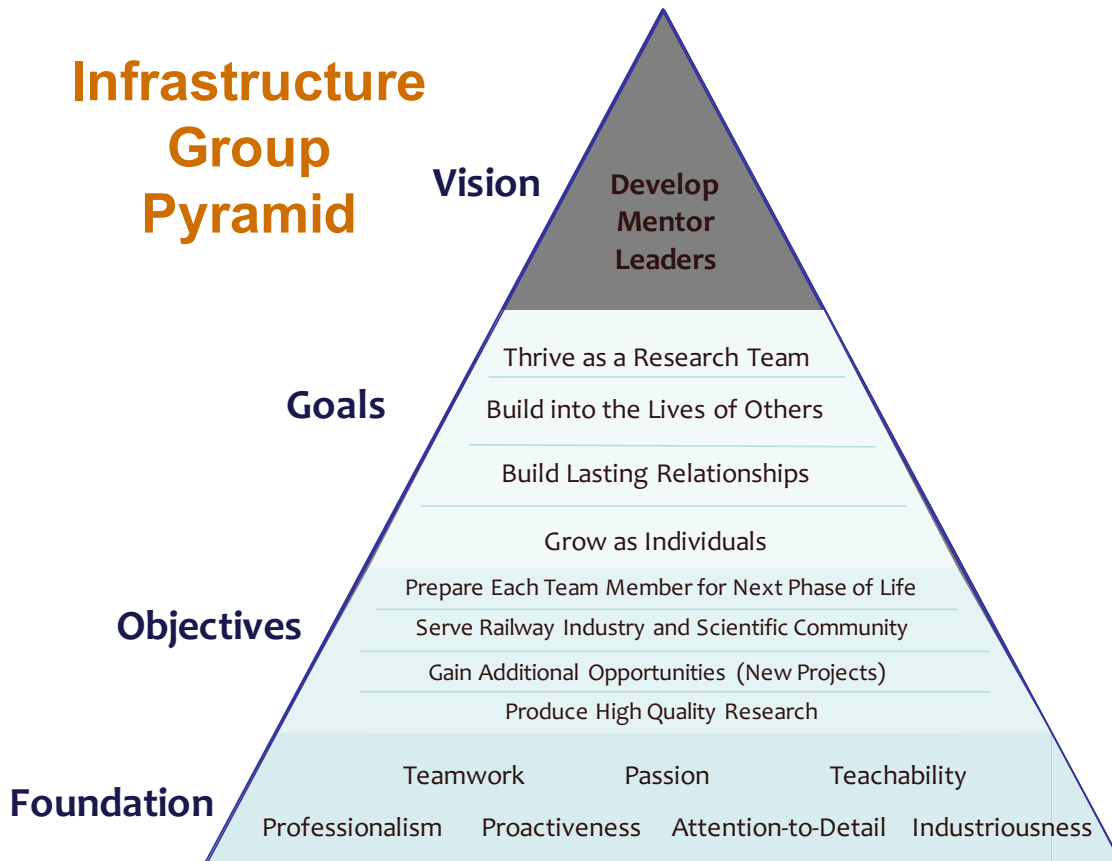 Infrastructure
Group
Pyramid
Vision
Develop
Mentor
Leaders
Goals
Thrive as a Research Team
Build into the Lives of Others
Build Lasting Relationships
Grow as Individuals
Objectives
Prepare Each Team Member for Next Phase of Life
Serve Railway Industry and Scientific Community
Gain Additional Opportunities (New Projects)
Produce High Quality Research
Foundation
Teamwork Passion Teachability
Professionalism Proactiveness Attention-to-Detail Industriousness